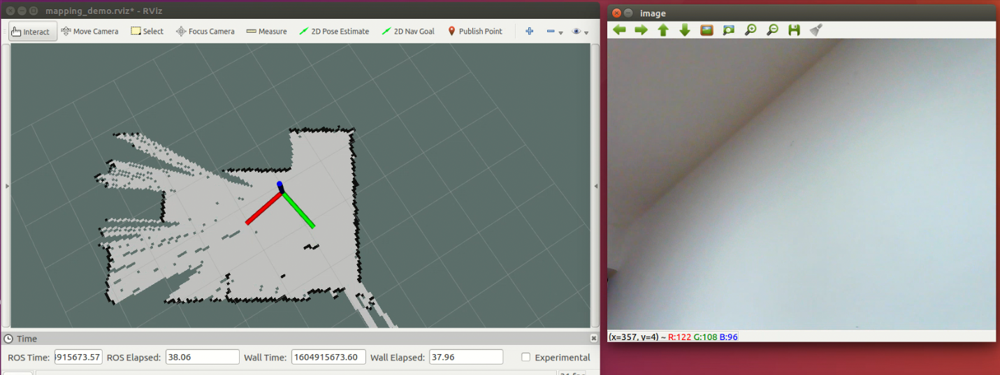 mapping_demo.rviz* - RViz
Interact Move Camera Select Focus Camera Measure 2D Pose Estimate 2D Nav Goal Publish Point
Time
ROS Time: 915673.57 ROS Elapsed: 38.06 Wall Time: 1604915673.60 Wall Elapsed: 37.96 Experimental
image
(x=357, y=4) ~ R:122 G:108 B:96